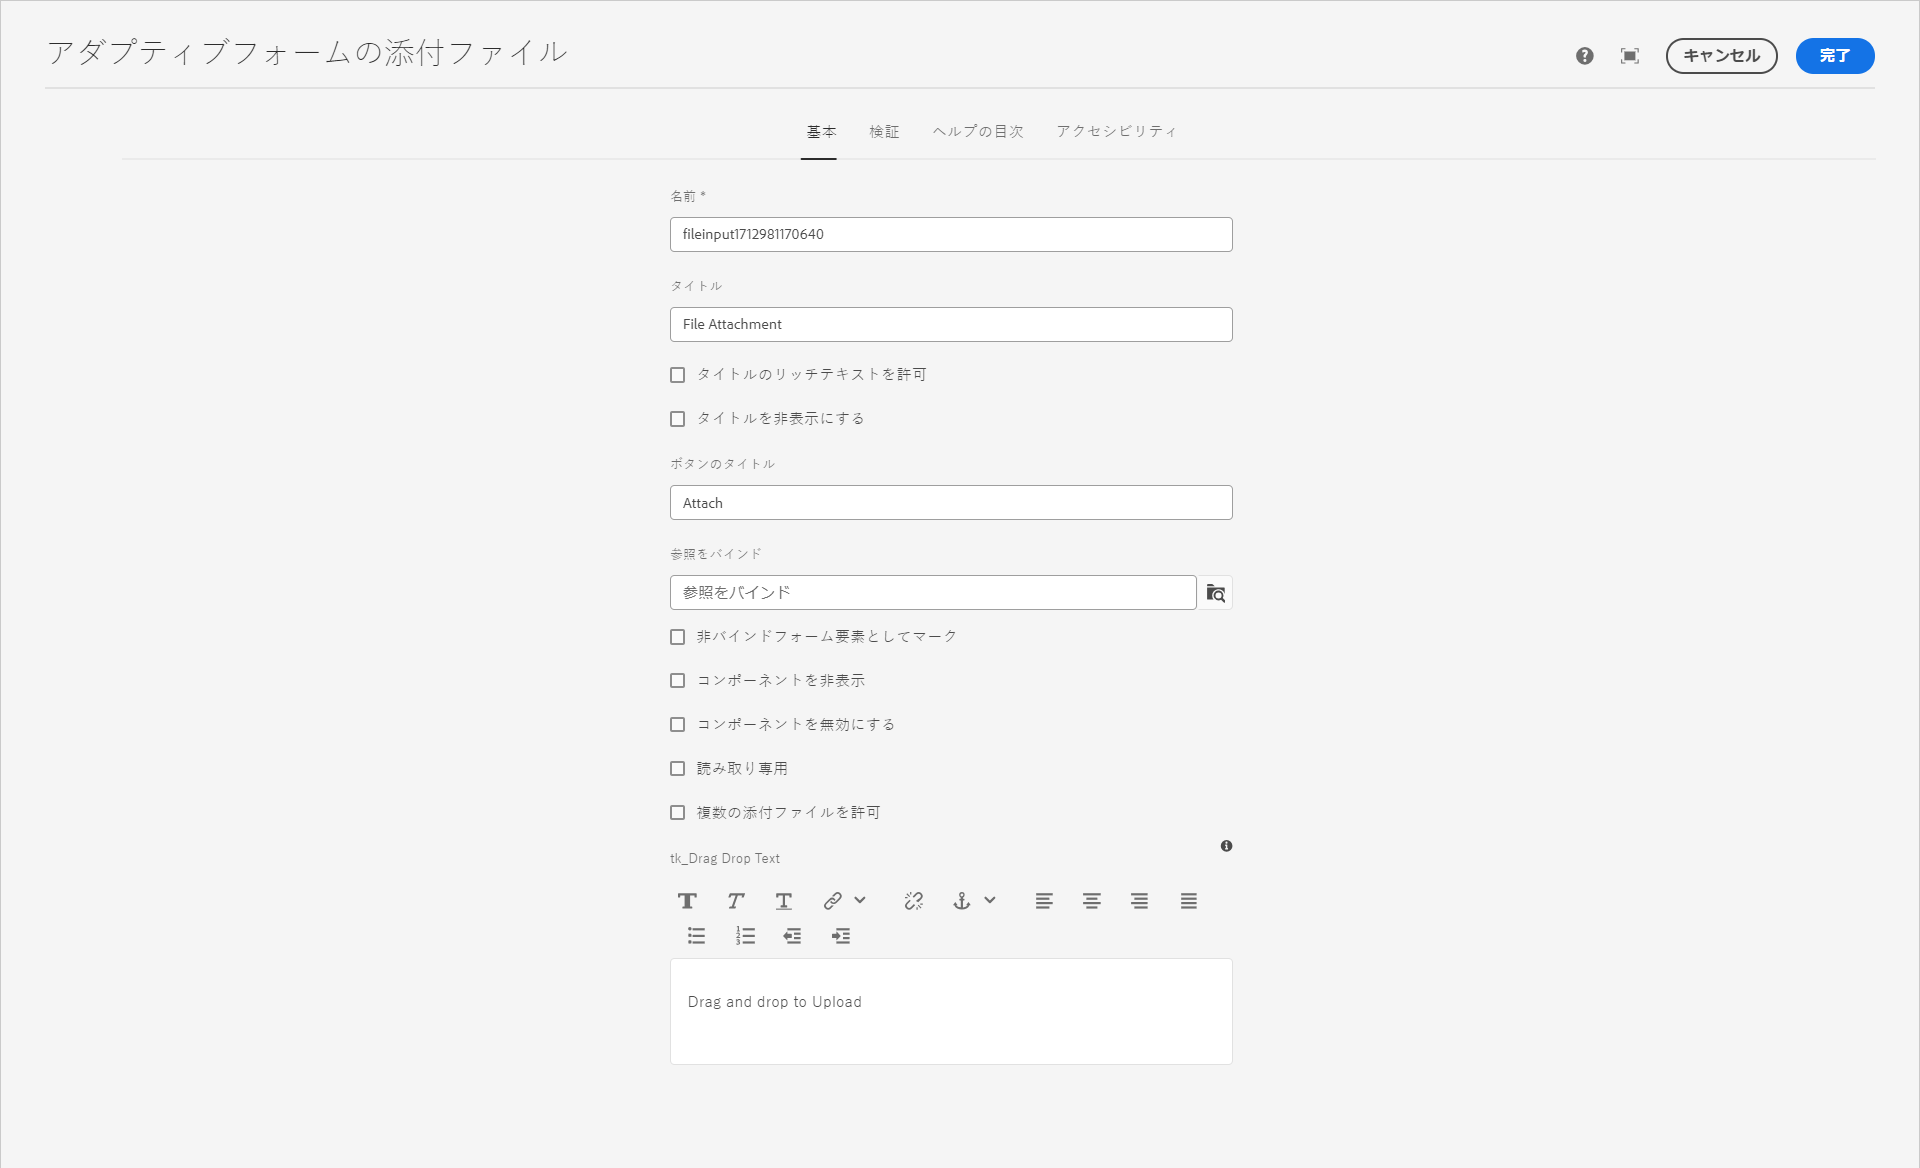 アダプティブフォームの添付ファイル
キャンセル
完了
基本
検証
ヘルプの目次
アクセシビリティ
名前 *
fileinput1712981170640
タイトル
File Attachment
タイトルのリッチテキストを許可
タイトルを非表示にする
ボタンのタイトル
Attach
参照をバインド
参照をバインド
非バインドフォーム要素としてマーク
コンポーネントを非表示
コンポーネントを無効にする
読み取り専用
複数の添付ファイルを許可
tk_Drag Drop Text
Drag and drop to Upload